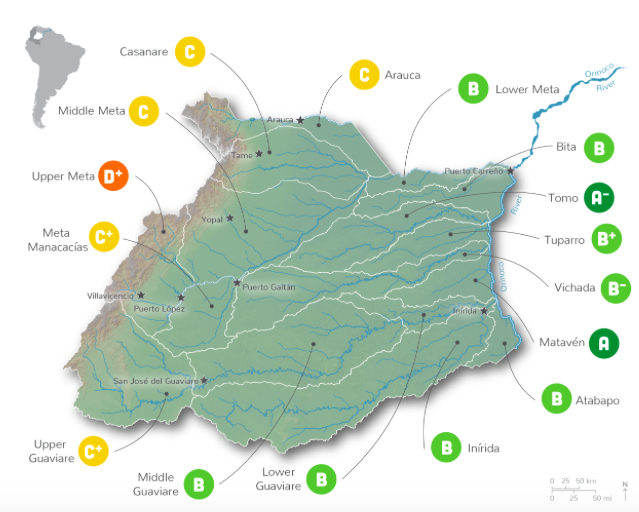 Casanare C
C Arauca
Orinoco
River
B Lower Meta
Middle Meta C
Arauca
Bita B
Tame
Puerto Carreño
Upper Meta D+
Tomo A-
River
Yopal
Tuparro B+
Meta
Manacacías C+
Orinoco
Vichada B-
Puerto Gaitán
Villavicencio
Puerto López
Inírida
Matavén A
San José del Guaviare
B Atabapo
Upper
Guaviare C+
B Inírida
Middle
Guaviare B
Lower
Guaviare B
0 25 50 km
0 25 50 mi
N